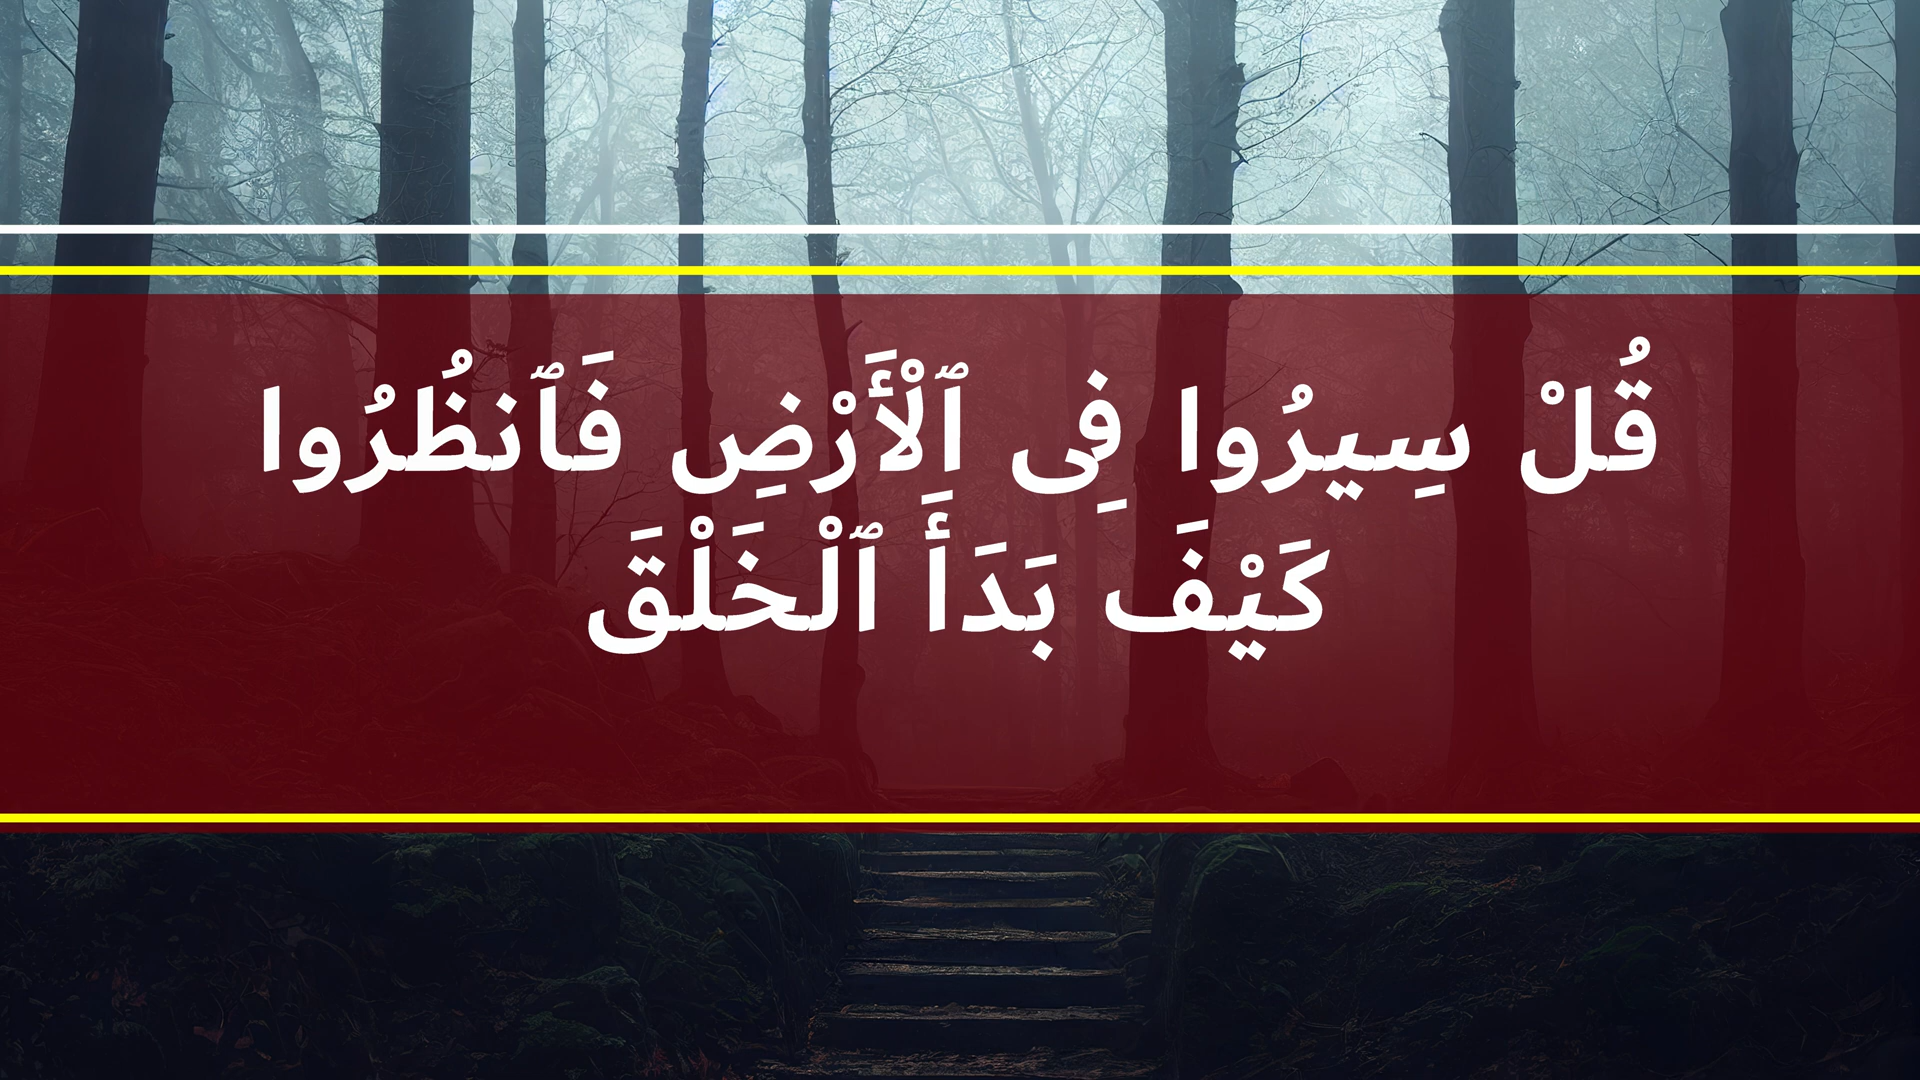 قُلْ سِيرُوا فِى ٱلْأَرْضِ فَٱنظُرُوا
كَيْفَ بَدَأَ ٱلْخَلْقَ